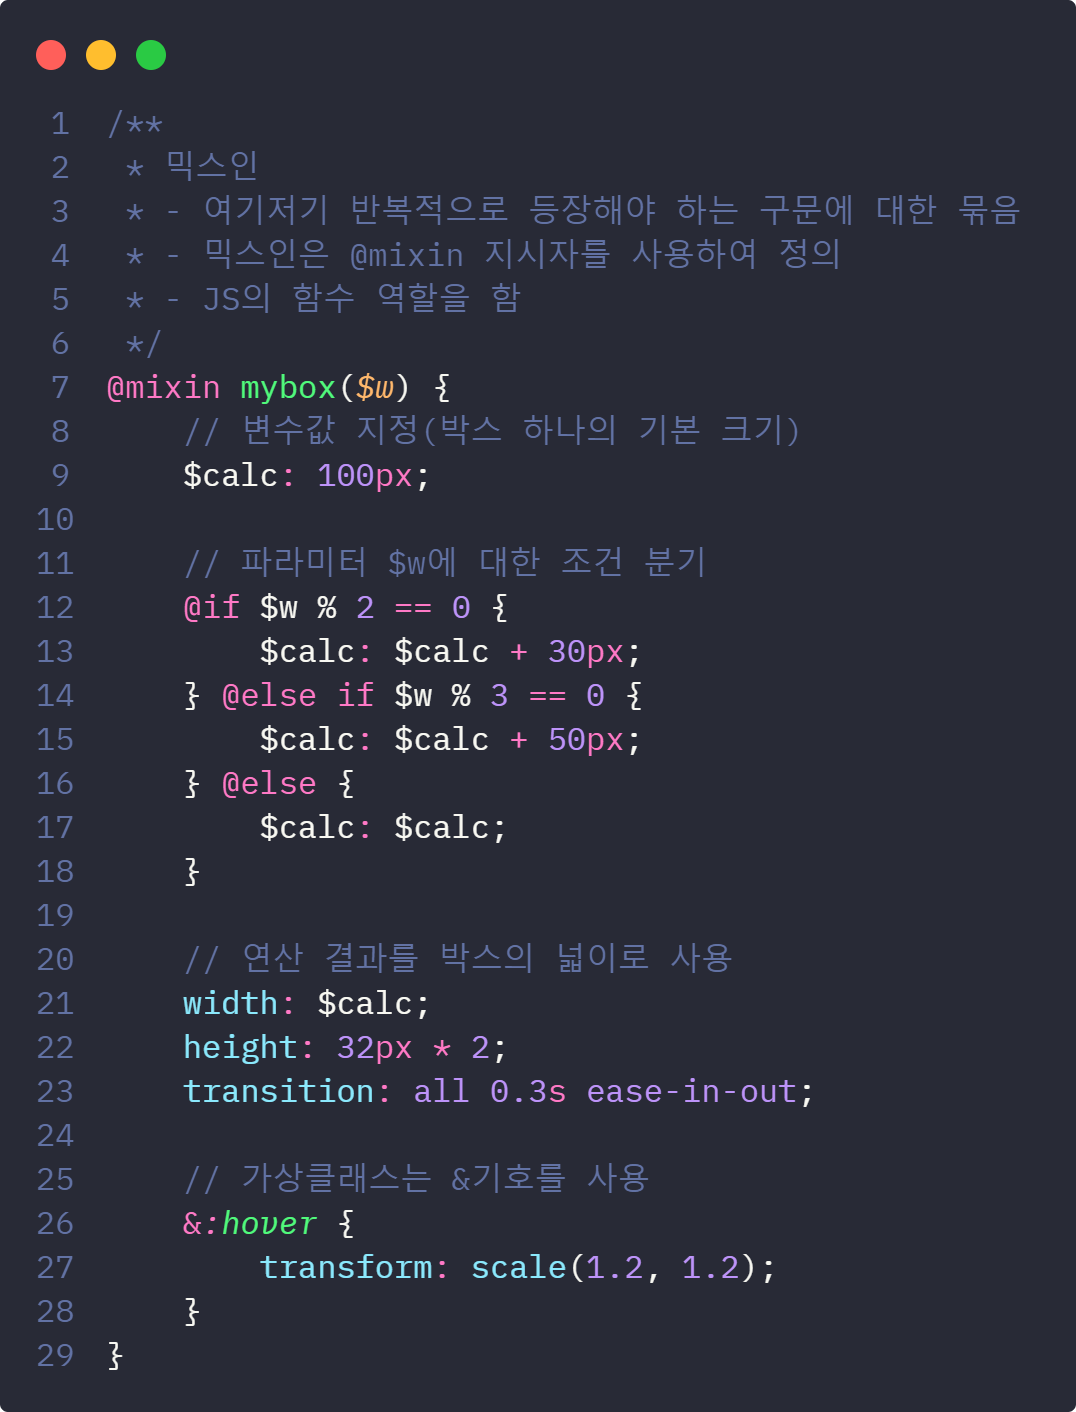 1 /**
2  * 믹스인
3  * - 여기저기 반복적으로 등장해야 하는 구문에 대한 묶음
4  * - 믹스인은 @mixin 지시자를 사용하여 정의
5  * - JS의 함수 역할을 함
6  */
7 @mixin mybox($w) {
8     // 변수값 지정(박스 하나의 기본 크기)
9     $calc: 100px;
10
11     // 파라미터 $w에 대한 조건 분기
12     @if $w % 2 == 0 {
13         $calc: $calc + 30px;
14     } @else if $w % 3 == 0 {
15         $calc: $calc + 50px;
16     } @else {
17         $calc: $calc;
18     }
19
20     // 연산 결과를 박스의 넓이로 사용
21     width: $calc;
22     height: 32px * 2;
23     transition: all 0.3s ease-in-out;
24
25     // 가상클래스는 &기호를 사용
26     &:hover {
27         transform: scale(1.2, 1.2);
28     }
29 }